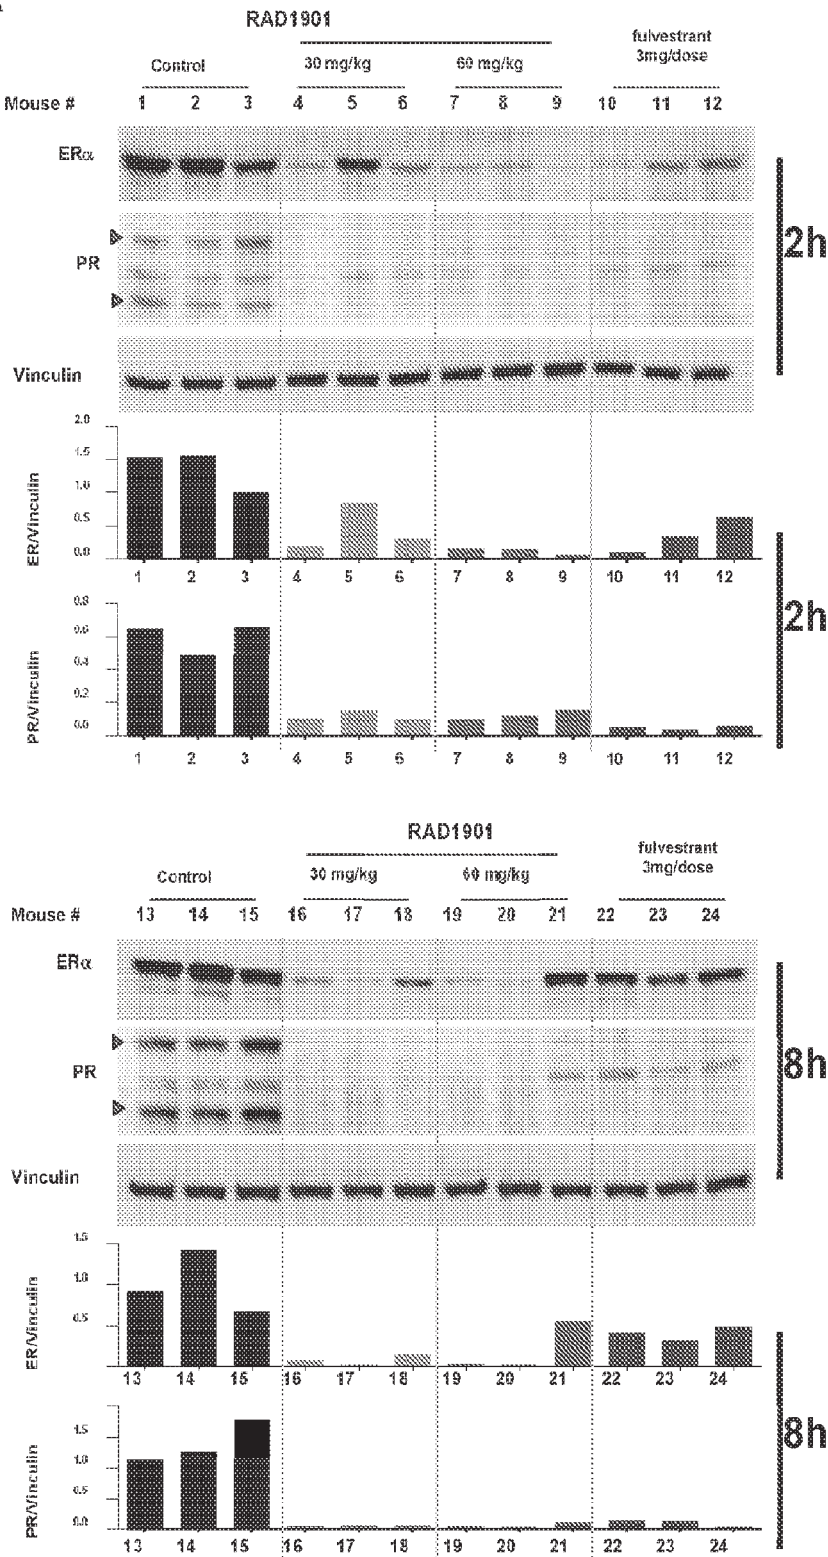 RAD1901
Control 30 mg/kg 60 mg/kg fulvestrant
3mg/dose
Mouse # 1 2 3 4 5 6 7 8 9 10 11 12
ERα
PR
2h
Vinculin
ER/Vinculin
2.0
1.5
1.0
0.5
0.0
1 2 3 4 5 6 7 8 9 10 11 12
2h
PR/Vinculin
0.8
0.6
0.4
0.2
0.0
1 2 3 4 5 6 7 8 9 10 11 12
RAD1901
Control 30 mg/kg 60 mg/kg fulvestrant
3mg/dose
Mouse # 13 14 15 16 17 18 19 20 21 22 23 24
ERα
PR
8h
Vinculin
ER/Vinculin
1.5
1.0
0.5
13 14 15 16 17 18 19 20 21 22 23 24
8h
PR/Vinculin
1.5
1.0
0.5
0.0
13 14 15 16 17 18 19 20 21 22 23 24